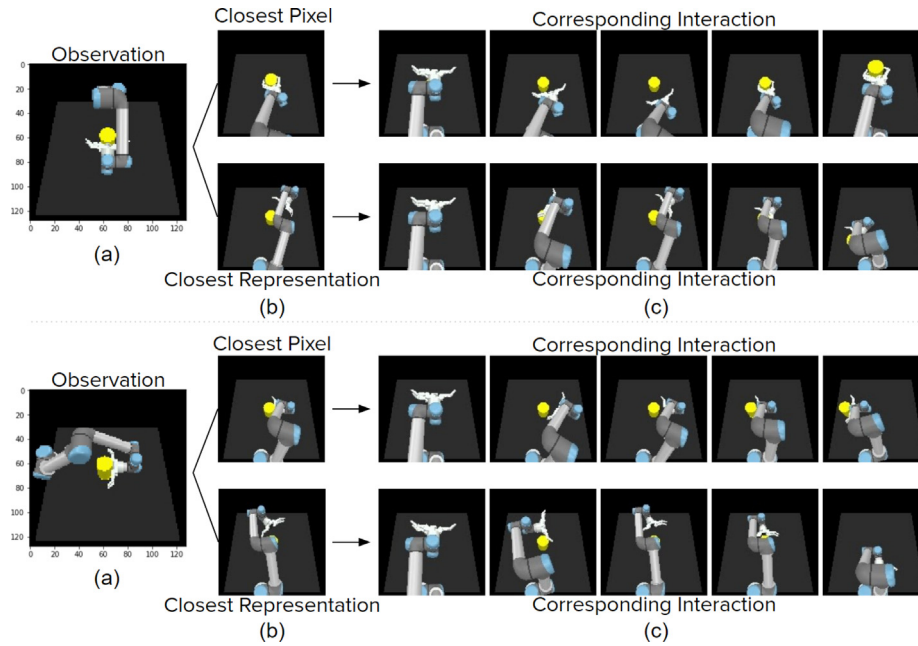 Closest Pixel
Corresponding Interaction
Observation
0
20
40
60
80
100
120
0 20 40 60 80 100 120
(a)
Closest Representation
Corresponding Interaction
(b)
(c)
Closest Pixel
Corresponding Interaction
Observation
0
20
40
60
80
100
120
0 20 40 60 80 100 120
(a)
Closest Representation
Corresponding Interaction
(b)
(c)